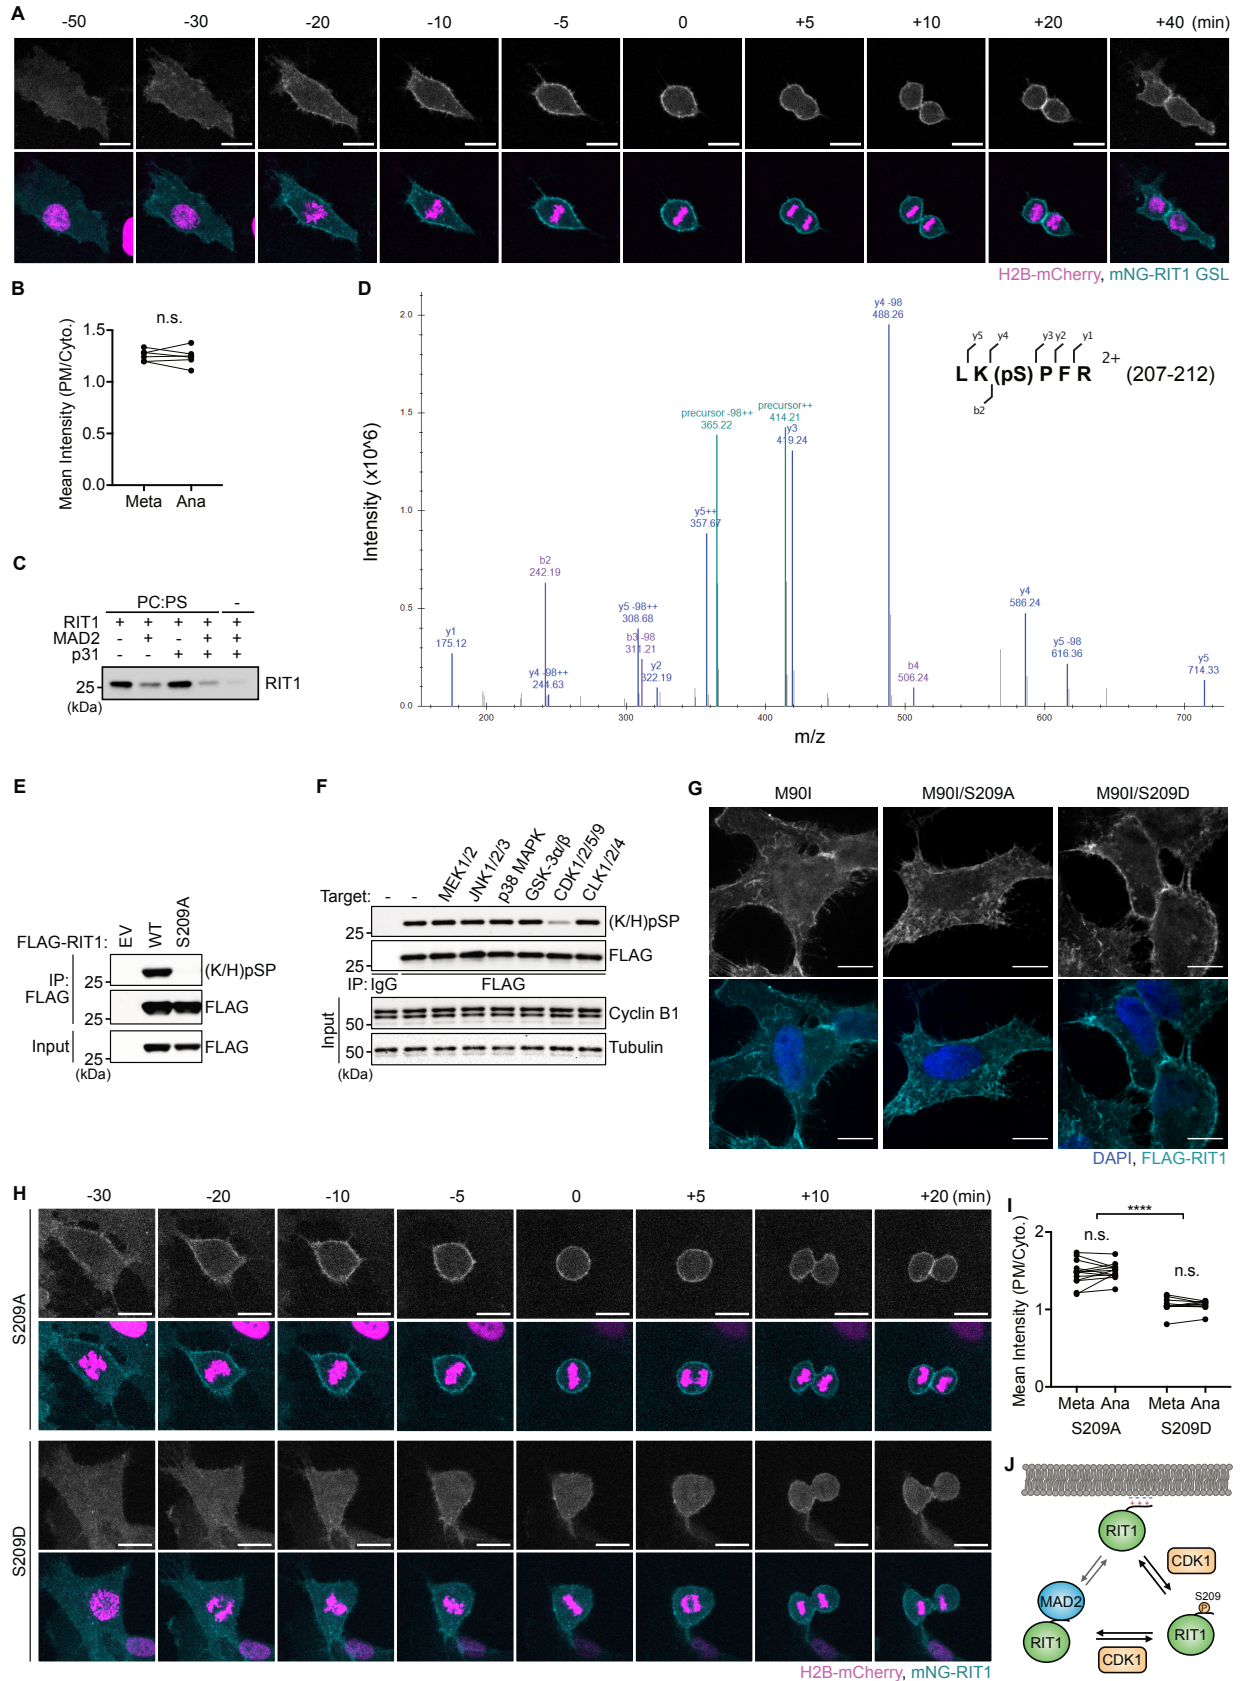 A
-50 -30 -20 -10 -5 0 +5 +10 +20 +40 (min)
H2B-mCherry, mNG-RIT1 GSL
B
n.s.
Mean Intensity (PM/Cyto.)
1.5
1.0
0.5
0.0
Meta Ana
C
PC:PS -
RIT1 + + + + +
MAD2 - + - + +
p31 - - + + +
25
(kDa)
RIT1
D
Intensity (x10^6)
2.0
1.5
1.0
0.5
0.0
y4 -98
488.26
precursor -98++
365.22
precursor++
414.21
y3
419.24
y5++
357.67
b2
242.19
y5 -98++
308.68
b3 -98
311.21
y4
586.24
y1
175.12
y4 -98++
244.63
y2
322.19
b4
506.24
y5 -98
616.36
y5
714.33
200 300 400 500 600 700
m/z
y5 y4 y3 y2 y1
L K (pS) P F R 2+ (207-212)
b2
E
FLAG-RIT1: EV WT S209A
IP: FLAG
25
(K/H)pSP
25
FLAG
Input
25
FLAG
(kDa)
F
Target: - - MEK1/2 JNK1/2/3 p38 MAPK GSK-3α/β CDK1/2/5/9 CLK1/2/4
25
(K/H)pSP
25
FLAG
IP: IgG FLAG
Input
50
Cyclin B1
50
Tubulin
(kDa)
G
M90I M90I/S209A M90I/S209D
DAPI, FLAG-RIT1
H
-30 -20 -10 -5 0 +5 +10 +20 (min)
S209A
S209D
H2B-mCherry, mNG-RIT1
I
****
n.s.
n.s.
Mean Intensity (PM/Cyto.)
2
1
0
Meta Ana Meta Ana
S209A S209D
J
+ + +
RIT1
CDK1
MAD2
RIT1
S209
P
RIT1
CDK1